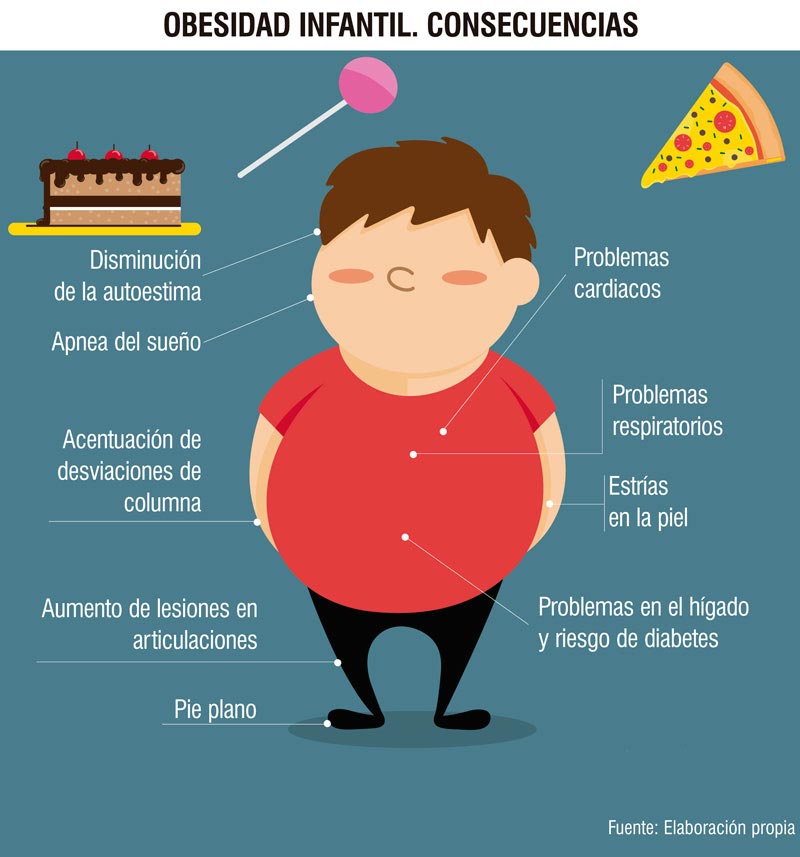 OBESIDAD INFANTIL. CONSECUENCIAS
Disminución
de la autoestima
Apnea del sueño
Acentuación de
desviaciones de
columna
Aumento de lesiones en
articulaciones
Pie plano
Problemas
cardiacos
Problemas
respiratorios
Estrías
en la piel
Problemas en el hígado
y riesgo de diabetes
Fuente: Elaboración propia